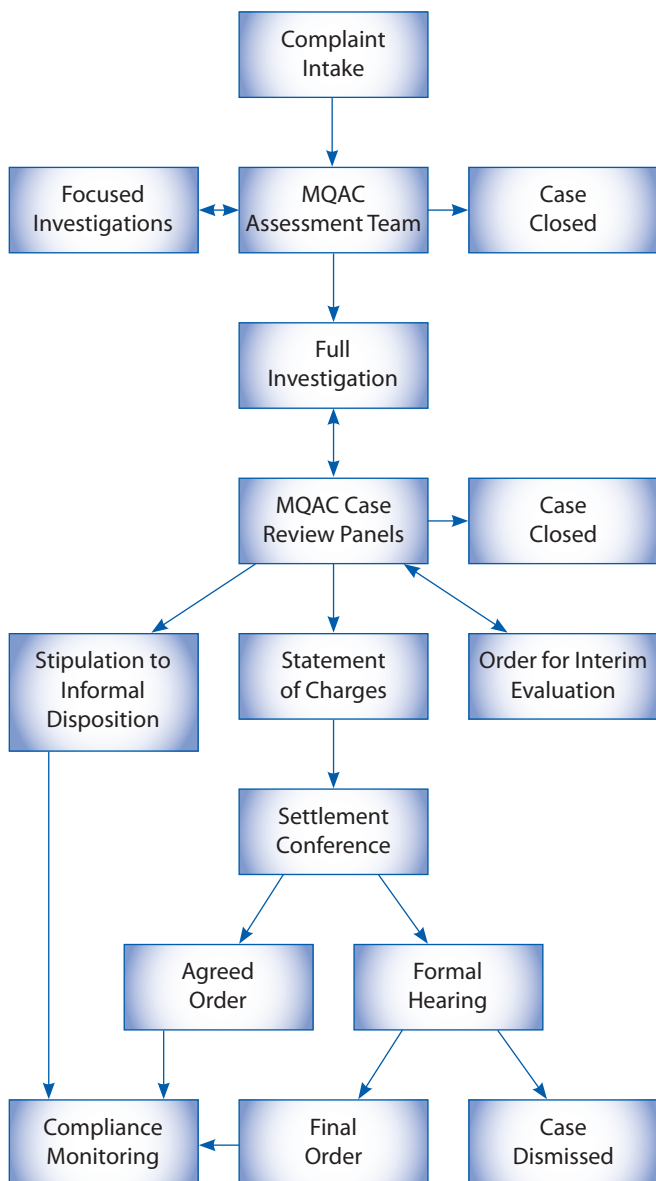 Complaint
Intake
Focused
Investigations
MQAC
Assessment Team
Case
Closed
Full
Investigation
MQAC Case
Review Panels
Case
Closed
Stipulation to
Informal
Disposition
Statement
of Charges
Order for Interim
Evaluation
Settlement
Conference
Agreed
Order
Formal
Hearing
Compliance
Monitoring
Final
Order
Case
Dismissed